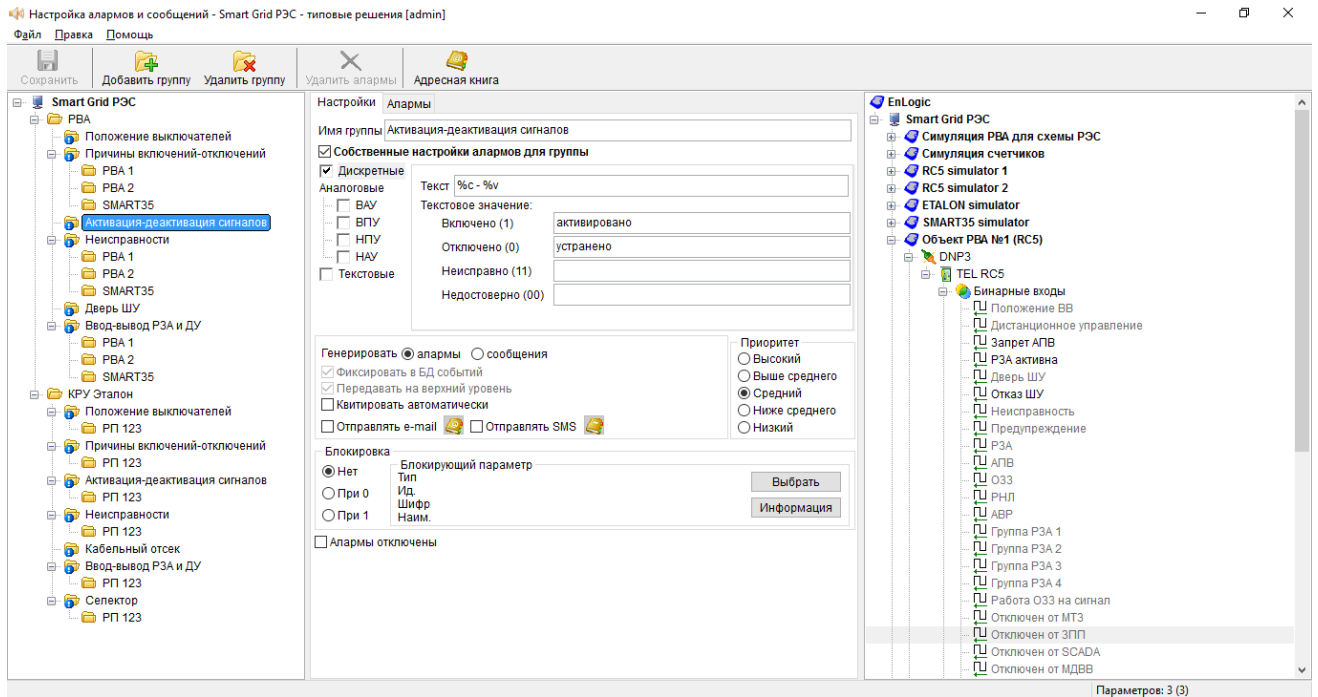 Настройка алармов и сообщений - Smart Grid РЭС - типовые решения [admin]
Файл Правка Помощь
Сохранить Добавить группу Удалить группу Удалить алармы Адресная книга
Smart Grid РЭС
РВА
Положение выключателей
Причины включений-отключений
РВА 1
РВА 2
SMART35
Активация-деактивация сигналов
Неисправности
РВА 1
РВА 2
SMART35
Дверь ШУ
Ввод-вывод РЗА и ДУ
РВА 1
РВА 2
SMART35
КРУ Эталон
Положение выключателей
РП 123
Причины включений-отключений
РП 123
Активация-деактивация сигналов
РП 123
Неисправности
РП 123
Кабельный отсек
Ввод-вывод РЗА и ДУ
РП 123
Селектор
РП 123
Настройки Алармы
Имя группы Активация-деактивация сигналов
Собственные настройки алармов для группы
Дискретные
Аналоговые
ВАУ
ВПУ
НПУ
НАУ
Текстовые
Текст %c - %v
Текстовое значение:
Включено (1) активировано
Отключено (0) устранено
Неисправно (11)
Недостоверно (00)
Генерировать алармы сообщения
Фиксировать в БД событий
Передавать на верхний уровень
Квитировать автоматически
Отправлять e-mail Отправлять SMS
Приоритет
Высокий
Выше среднего
Средний
Ниже среднего
Низкий
Блокировка
Нет
При 0
При 1
Блокирующий параметр
Тип
Ид.
Шифр
Наим.
Выбрать
Информация
Алармы отключены
EnLogic
Smart Grid РЭС
Симуляция РВА для схемы РЭС
Симуляция счетчиков
RC5 simulator 1
RC5 simulator 2
ETALON simulator
SMART35 simulator
Объект РВА №1 (RC5)
DNP3
TEL RC5
Бинарные входы
Положение ВВ
Дистанционное управление
Запрет АПВ
РЗА активна
Дверь ШУ
Отказ ШУ
Неисправность
Предупреждение
РЗА
АПВ
ОЗЗ
РНЛ
АВР
Группа РЗА 1
Группа РЗА 2
Группа РЗА 3
Группа РЗА 4
Работа ОЗЗ на сигнал
Отключен от МТЗ
Отключен от ЗПП
Отключен от SCADA
Отключен от МДВВ
Параметров: 3 (3)